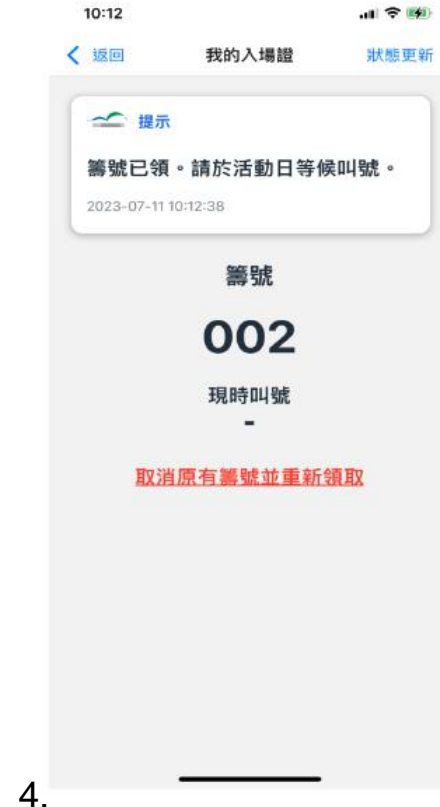 10:12
返回 我的入場證 狀態更新
提示
籌號已領。請於活動日等候叫號。
2023-07-11 10:12:38
籌號
002
現時叫號
-
取消原有籌號並重新領取
4.